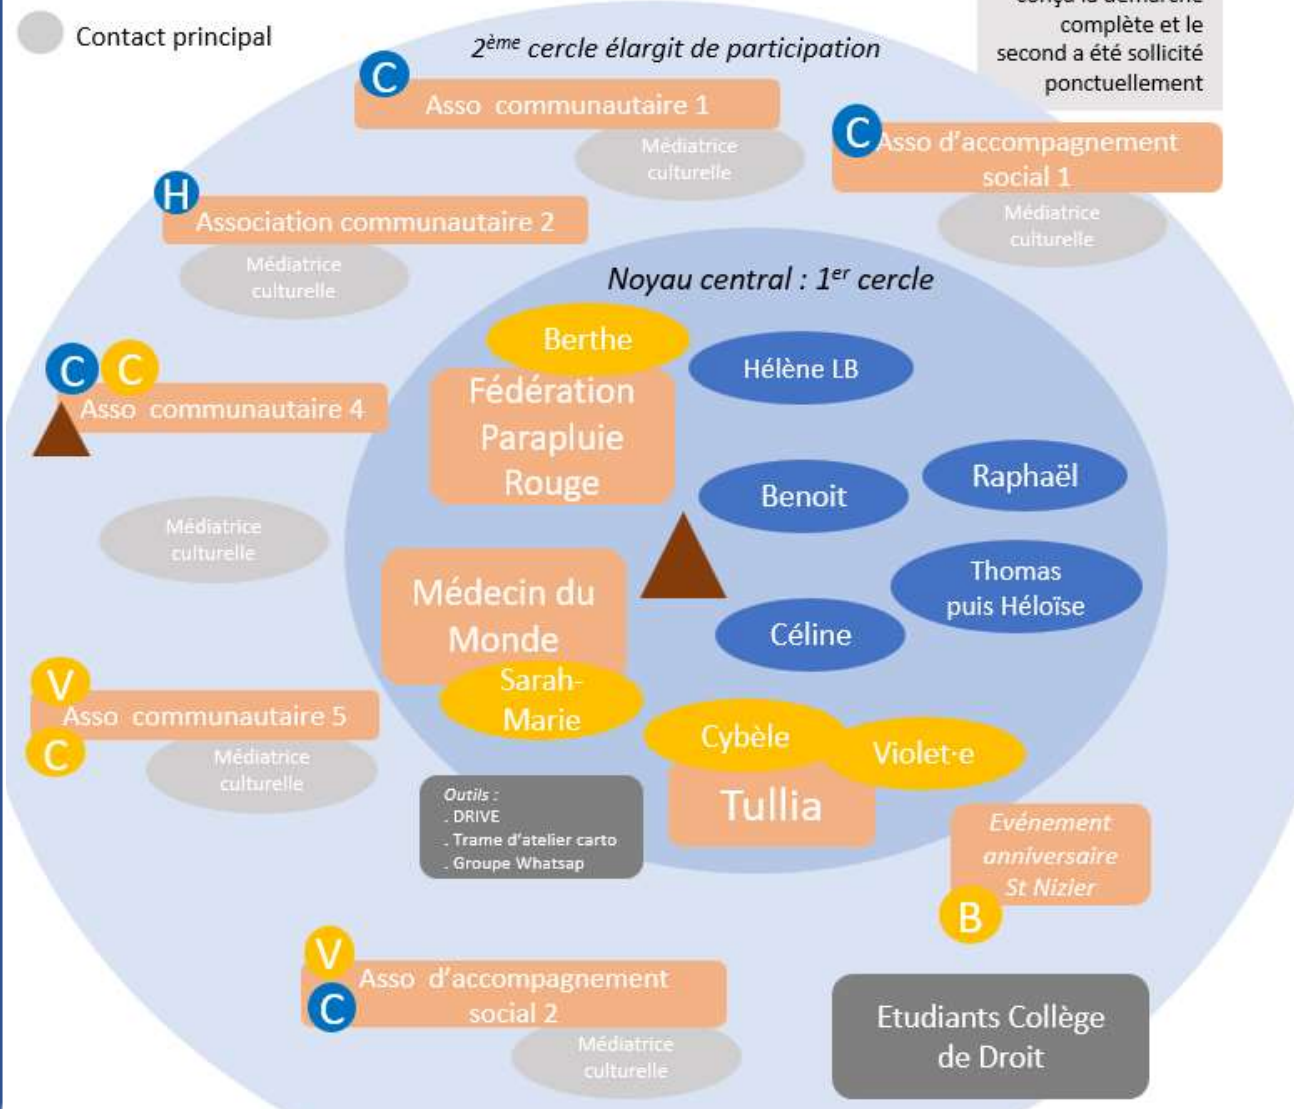 Contact principal
2ème cercle élargit de participation
complète et le
second a été sollicité
ponctuellement
C
Asso communautaire 1
Médiatrice
culturelle
C
Asso d'accompagnement
social 1
Médiatrice
culturelle
H
Association communautaire 2
Médiatrice
culturelle
Noyau central : 1er cercle
Berthe
Hélène LB
Fédération
Parapluie
Rouge
C
C
Asso communautaire 4
Benoit
Raphaël
Médiatrice
culturelle
Médecin du
Monde
Thomas
puis Héloïse
Céline
Sarah-
Marie
V
Asso communautaire 5
C
Médiatrice
culturelle
Cybèle
Violet·e
Tullia
Outils :
. DRIVE
. Trame d'atelier carto
. Groupe Whatsap
Evénement
anniversaire
St Nizier
B
V
Asso d'accompagnement
social 2
C
Médiatrice
culturelle
Etudiants Collège
de Droit